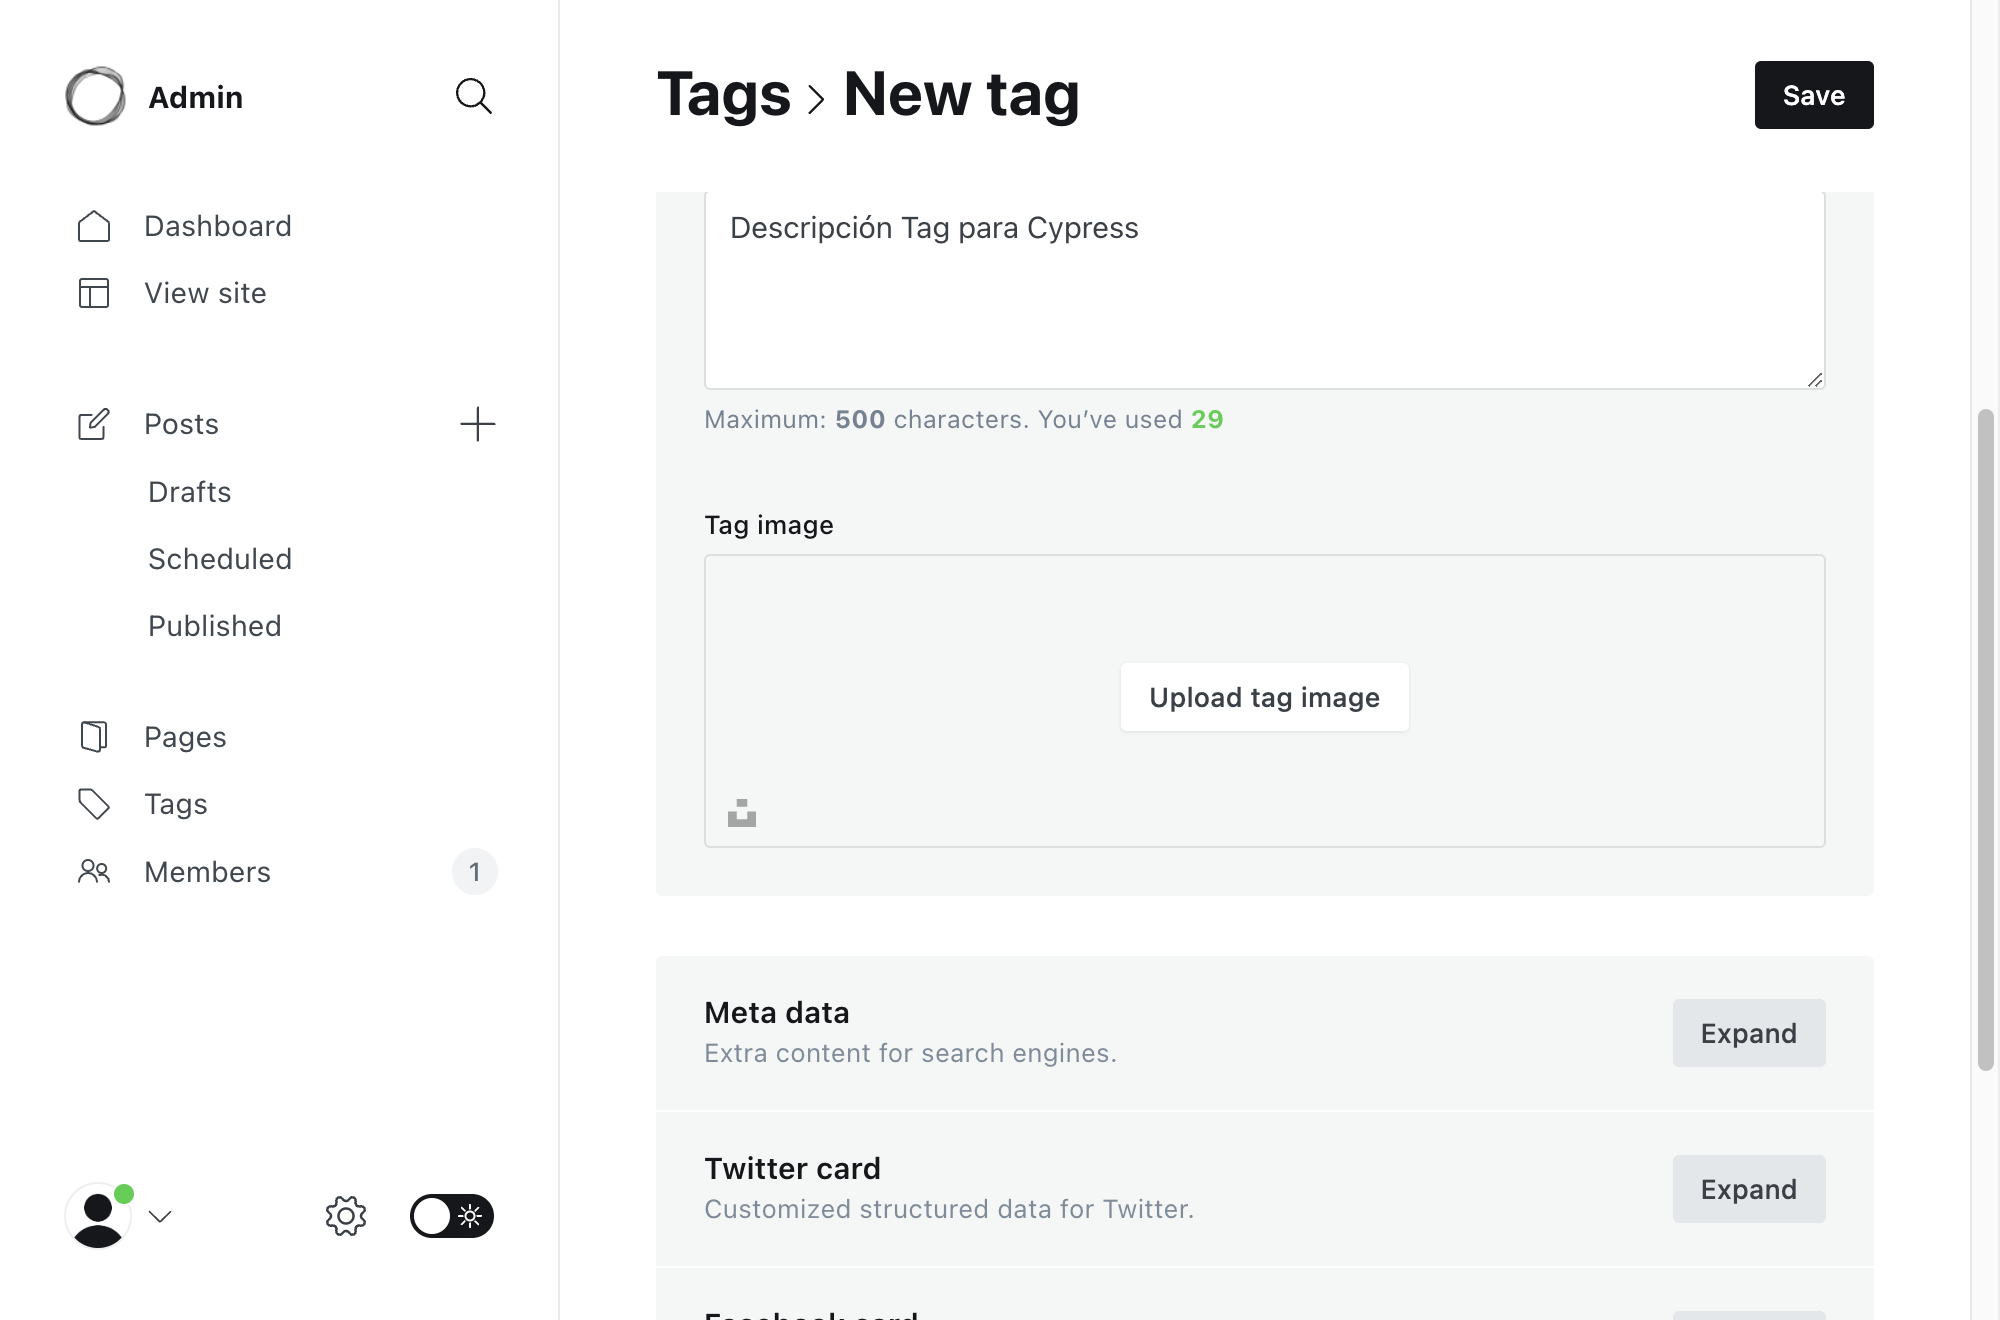 Admin
Dashboard
View site
Posts
Drafts
Scheduled
Published
Pages
Tags
Members 1
Tags New tag
Save
Descripción Tag para Cypress
Maximum: 500 characters. You’ve used 29
Tag image
Upload tag image
Meta data
Extra content for search engines.
Expand
Twitter card
Customized structured data for Twitter.
Expand
Facebook card